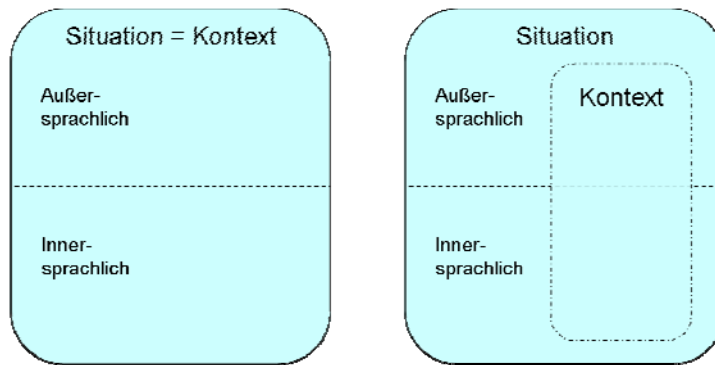 Situation = Kontext
Außer-
sprachlich
Inner-
sprachlich
Situation
Außer-
sprachlich
Kontext
Inner-
sprachlich